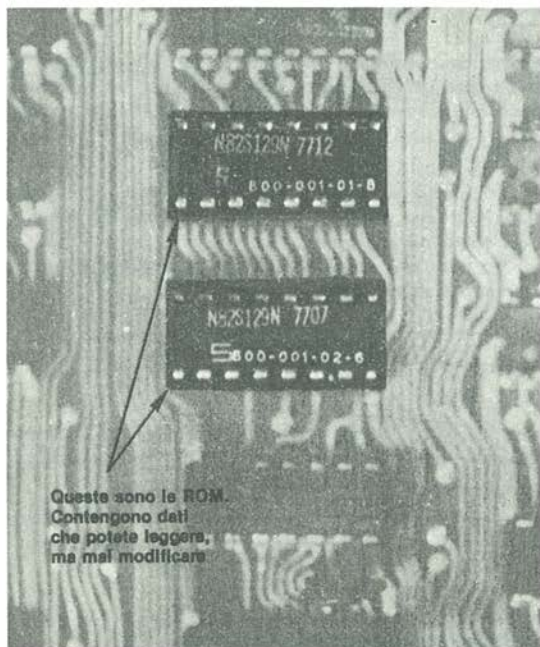 N82S129N 7712
800-001-01-8
N82S129N 7707
S 800-001-02-6
Queste sono le ROM.
Contengono dati
che potete leggere,
ma mai modificare